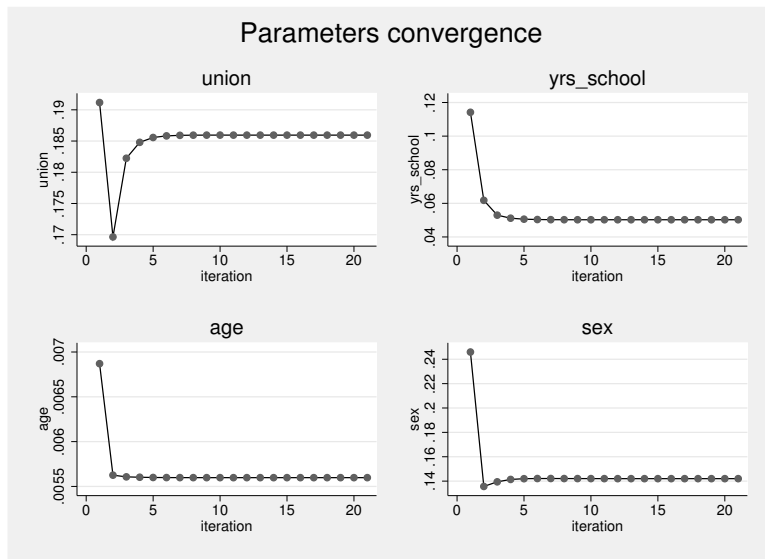 Parameters convergence
union
union
.17 .175 .18 .185 .19
0 5 10 15 20
iteration
yrs_school
yrs_school
.04 .06 .08 .1 .12
0 5 10 15 20
iteration
age
age
.0055 .006 .0065 .007
0 5 10 15 20
iteration
sex
sex
.14 .16 .18 .2 .22 .24
0 5 10 15 20
iteration